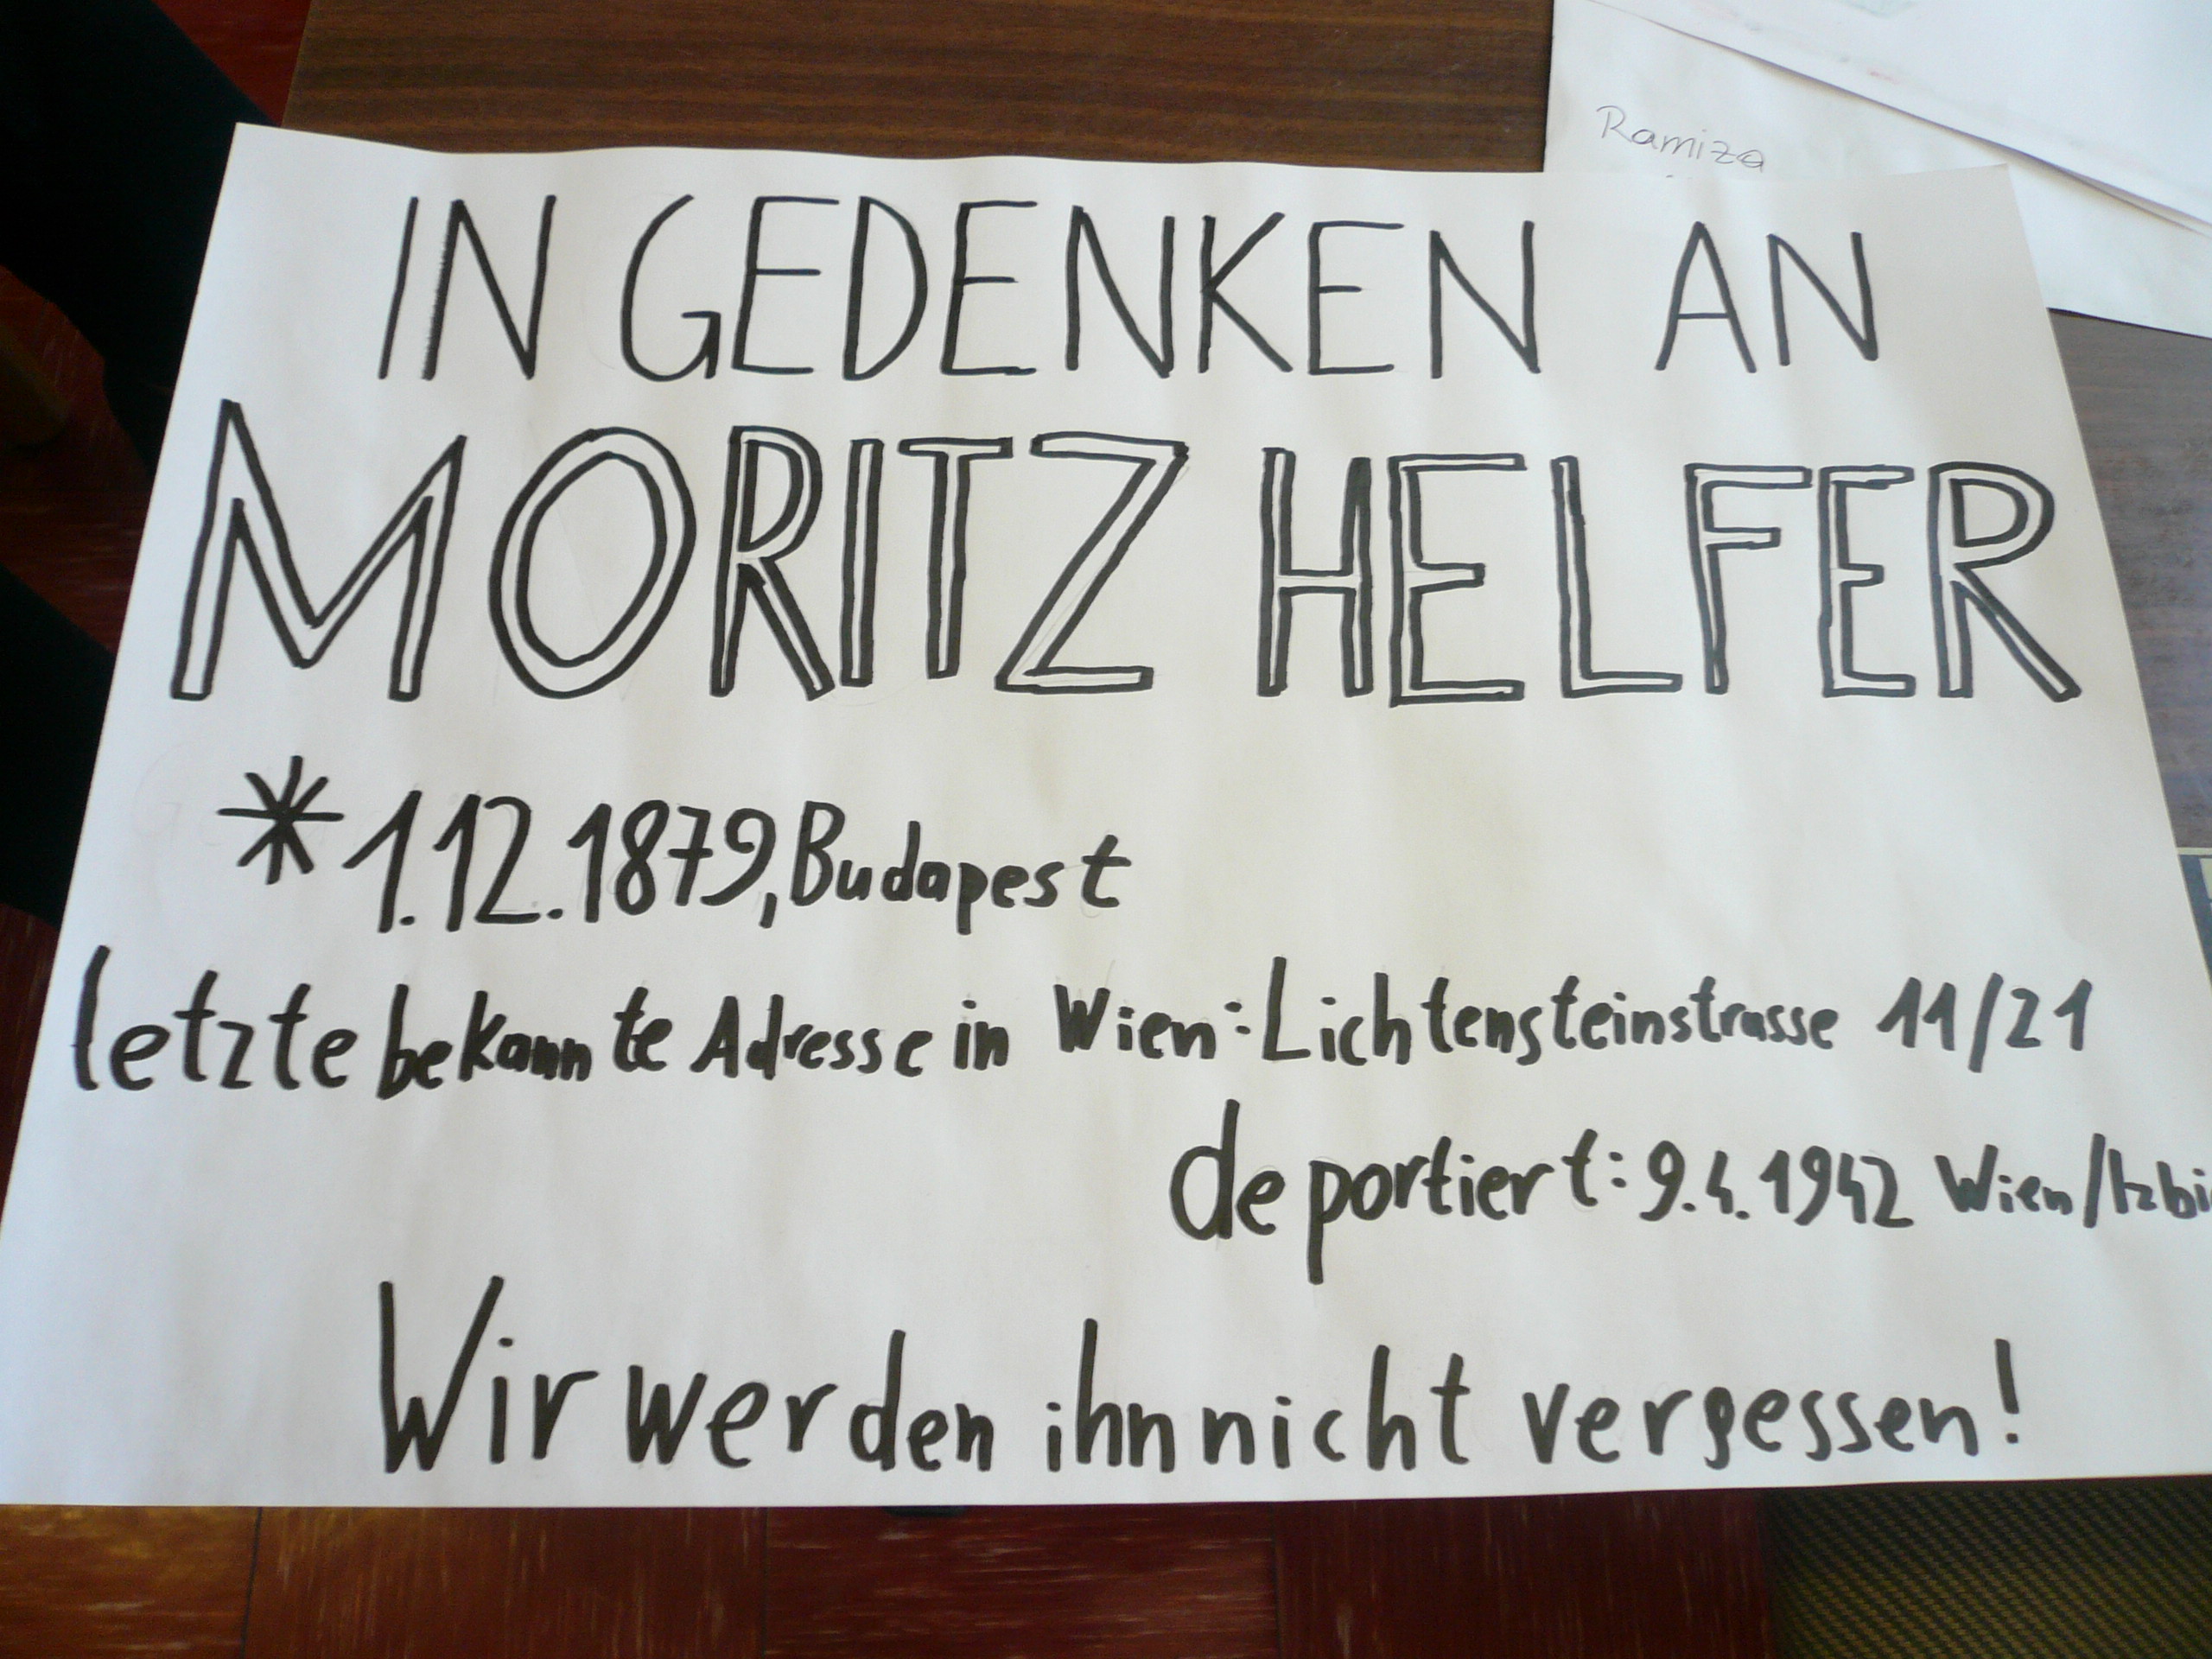 Ramiza
IN GEDENKEN AN
MORITZ HELFER
*1.12.1879, Budapest
letzte bekannte Adresse in Wien: Lichtensteinstrasse 11/21
deportiert: 9.4.1942 Wien/Izbi
Wir werden ihn nicht vergessen!